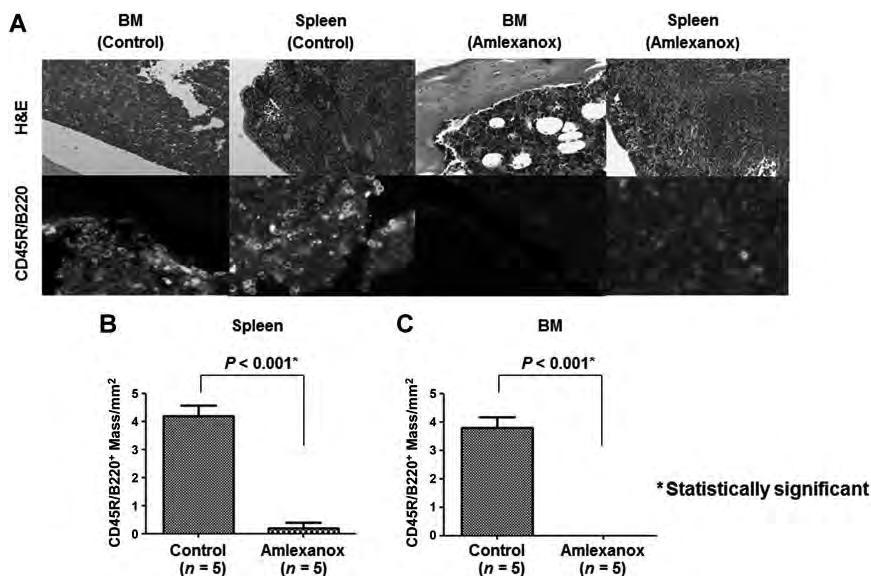 A
BM
(Control)
Spleen
(Control)
BM
(Amlexanox)
Spleen
(Amlexanox)
H&E
CD45R/B220
B
Spleen
P < 0.001*
CD45R/B220+ Mass/mm²
5
4
3
2
1
0
Control
(n = 5)
Amlexanox
(n = 5)
C
BM
P < 0.001*
CD45R/B220+ Mass/mm²
5
4
3
2
1
0
Control
(n = 5)
Amlexanox
(n = 5)
* Statistically significant